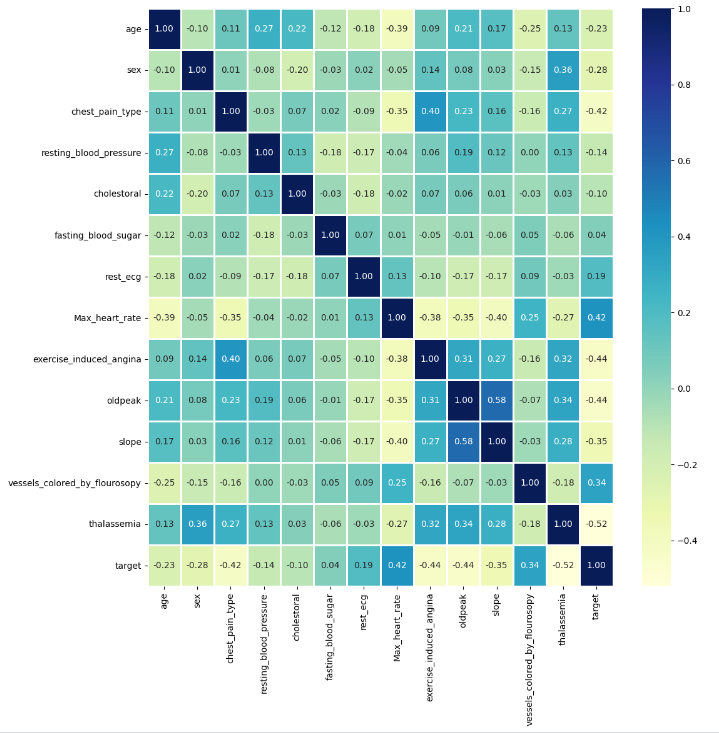 age 1.00 -0.10 0.11 0.27 0.22 -0.12 -0.18 -0.39 0.09 0.21 0.17 -0.25 0.13 -0.23
sex -0.10 1.00 0.01 -0.08 -0.20 -0.03 0.02 -0.05 0.14 0.08 0.03 -0.15 0.36 -0.28
chest_pain_type 0.11 0.01 1.00 -0.03 0.07 0.02 -0.09 -0.35 0.40 0.23 0.16 -0.16 0.27 -0.42
resting_blood_pressure 0.27 -0.08 -0.03 1.00 0.13 -0.18 -0.17 -0.04 0.06 0.19 0.12 0.00 0.13 -0.14
cholestoral 0.22 -0.20 0.07 0.13 1.00 -0.03 -0.18 -0.02 0.07 0.06 0.01 -0.03 0.03 -0.10
fasting_blood_sugar -0.12 -0.03 0.02 -0.18 -0.03 1.00 0.07 0.01 -0.05 -0.01 -0.06 0.05 -0.06 0.04
rest_ecg -0.18 0.02 -0.09 -0.17 -0.18 0.07 1.00 0.13 -0.10 -0.17 -0.17 0.09 -0.03 0.19
Max_heart_rate -0.39 -0.05 -0.35 -0.04 -0.02 0.01 0.13 1.00 -0.38 -0.35 -0.40 0.25 -0.27 0.42
exercise_induced_angina 0.09 0.14 0.40 0.06 0.07 -0.05 -0.10 -0.38 1.00 0.31 0.27 -0.16 0.32 -0.44
oldpeak 0.21 0.08 0.23 0.19 0.06 -0.01 -0.17 -0.35 0.31 1.00 0.58 -0.07 0.34 -0.44
slope 0.17 0.03 0.16 0.12 0.01 -0.06 -0.17 -0.40 0.27 0.58 1.00 -0.03 0.28 -0.35
vessels_colored_by_flourosopy -0.25 -0.15 -0.16 0.00 -0.03 0.05 0.09 0.25 -0.16 -0.07 -0.03 1.00 -0.18 0.34
thalassemia 0.13 0.36 0.27 0.13 0.03 -0.06 -0.03 -0.27 0.32 0.34 0.28 -0.18 1.00 -0.52
target -0.23 -0.28 -0.42 -0.14 -0.10 0.04 0.19 0.42 -0.44 -0.44 -0.35 0.34 -0.52 1.00
age
sex
chest_pain_type
resting_blood_pressure
cholestoral
fasting_blood_sugar
rest_ecg
Max_heart_rate
exercise_induced_angina
oldpeak
slope
vessels_colored_by_flourosopy
thalassemia
target
1.0
0.8
0.6
0.4
0.2
0.0
−0.2
−0.4